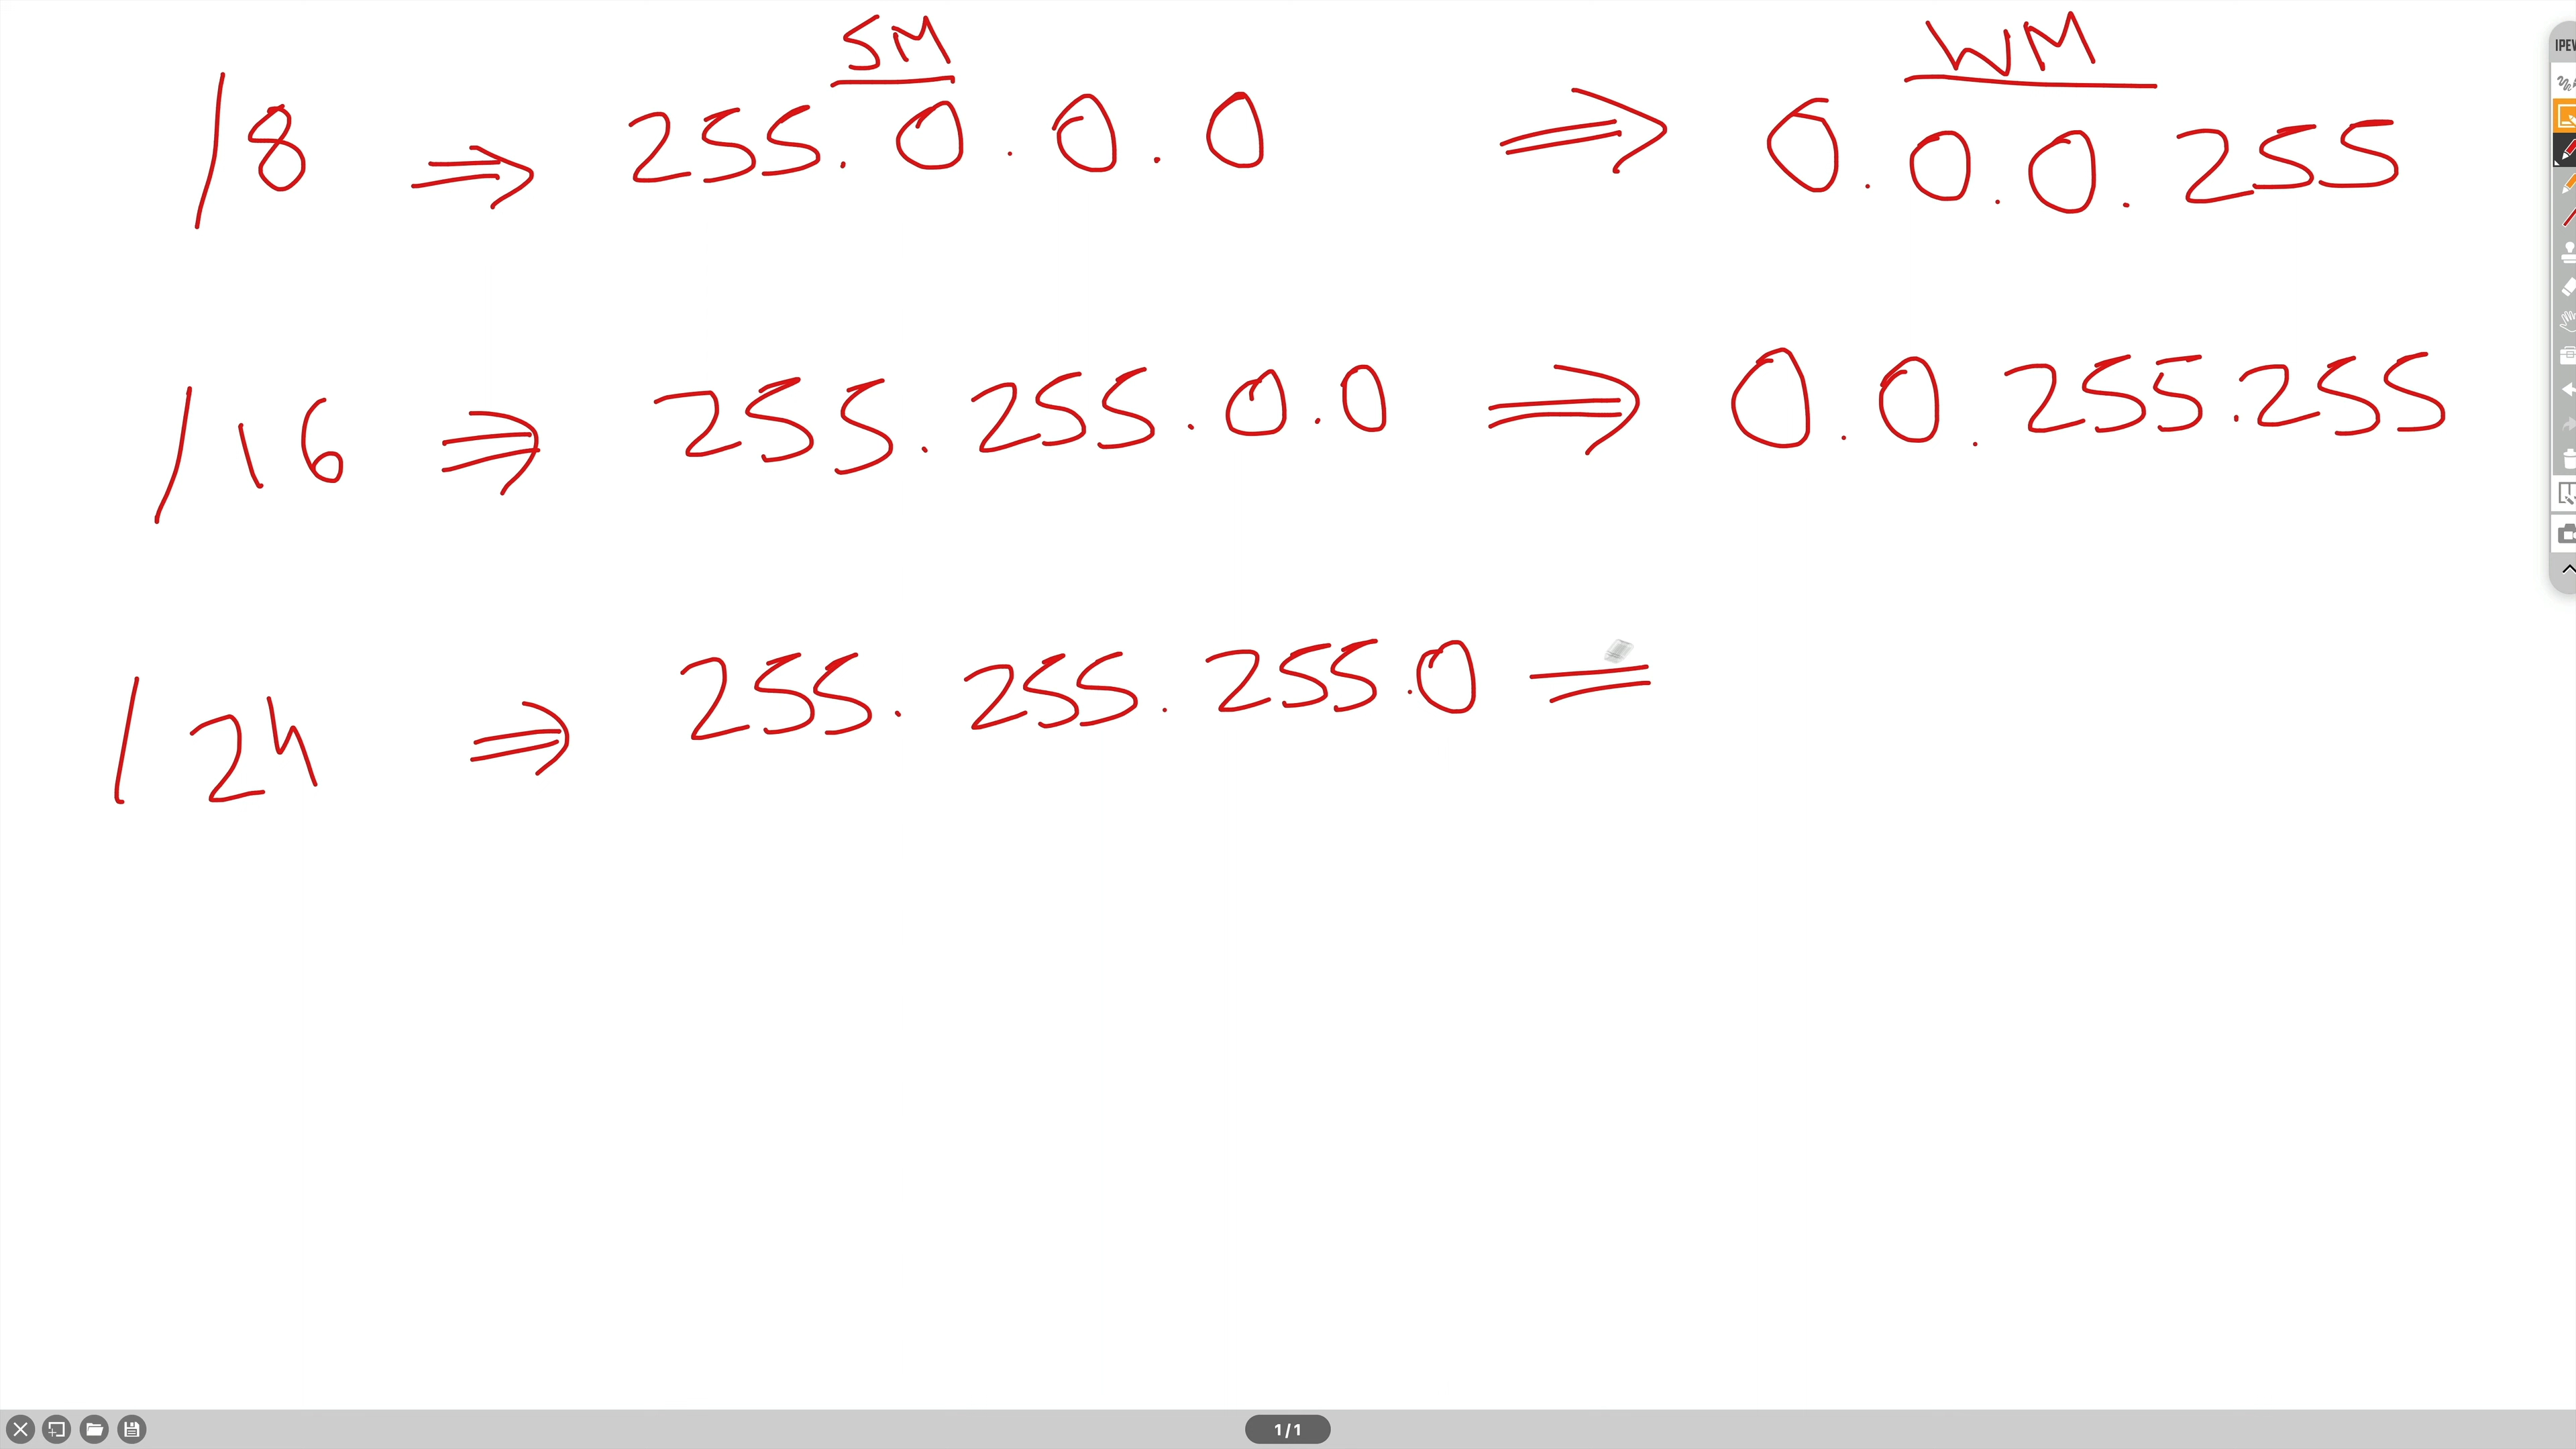 SM WM
/8 ⇒ 255.0.0.0 ⇒ 0.0.0.255
/16 ⇒ 255.255.0.0 ⇒ 0.0.255.255
/24 ⇒ 255.255.255.0 =
IPEV
1/1